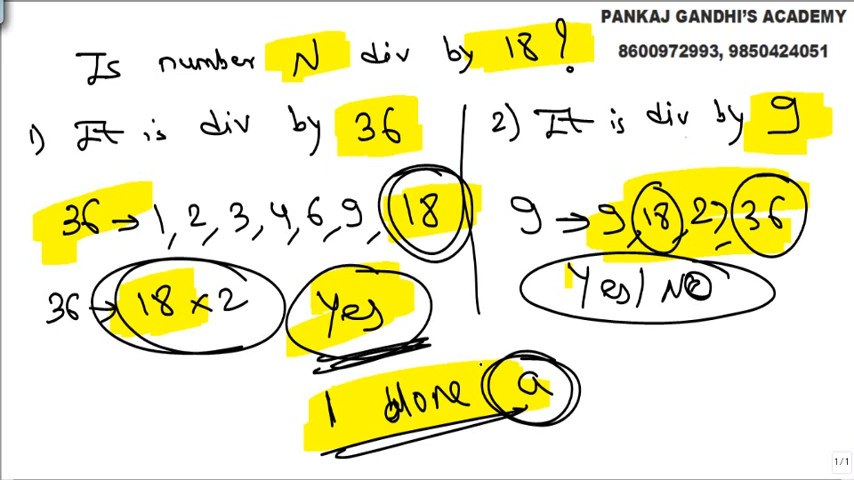 PANKAJ GANDHI'S ACADEMY
8600972993, 9850424051
Is number N div by 18?
1) It is div by 36
36 → 1, 2, 3, 4, 6, 9, 18
36 → 18 × 2
Yes
2) It is div by 9
9 → 9, 18, 27, 36
Yes/NO
1 alone a
1/1